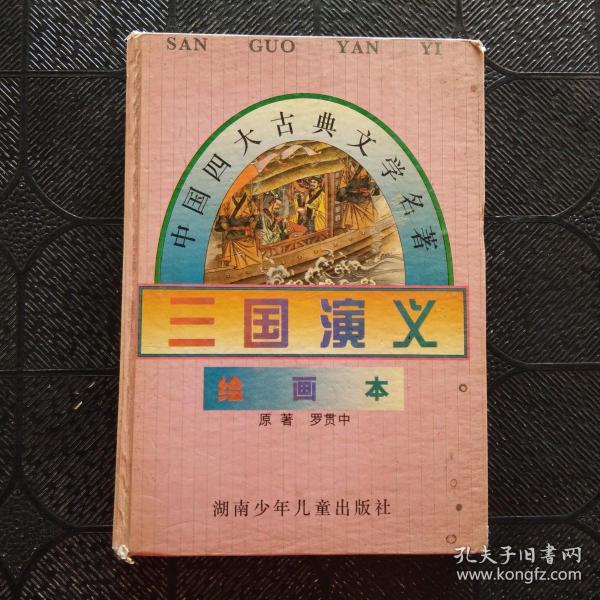 SAN GUO YAN YI
中国四大古典文学名著
三国演义
绘画本
原著 罗贯中
湖南少年儿童出版社
孔夫子旧书网
www.kongfz.com